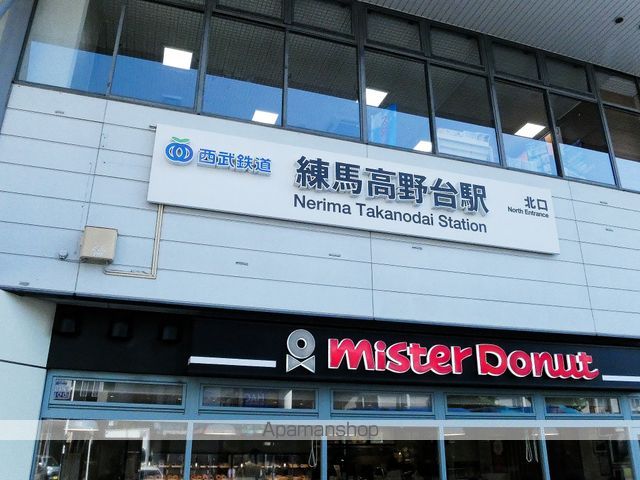 西武鉄道
練馬高野台駅
Nerima Takanodai Station
北口
North Entrance
mister Donut
Apamanshop